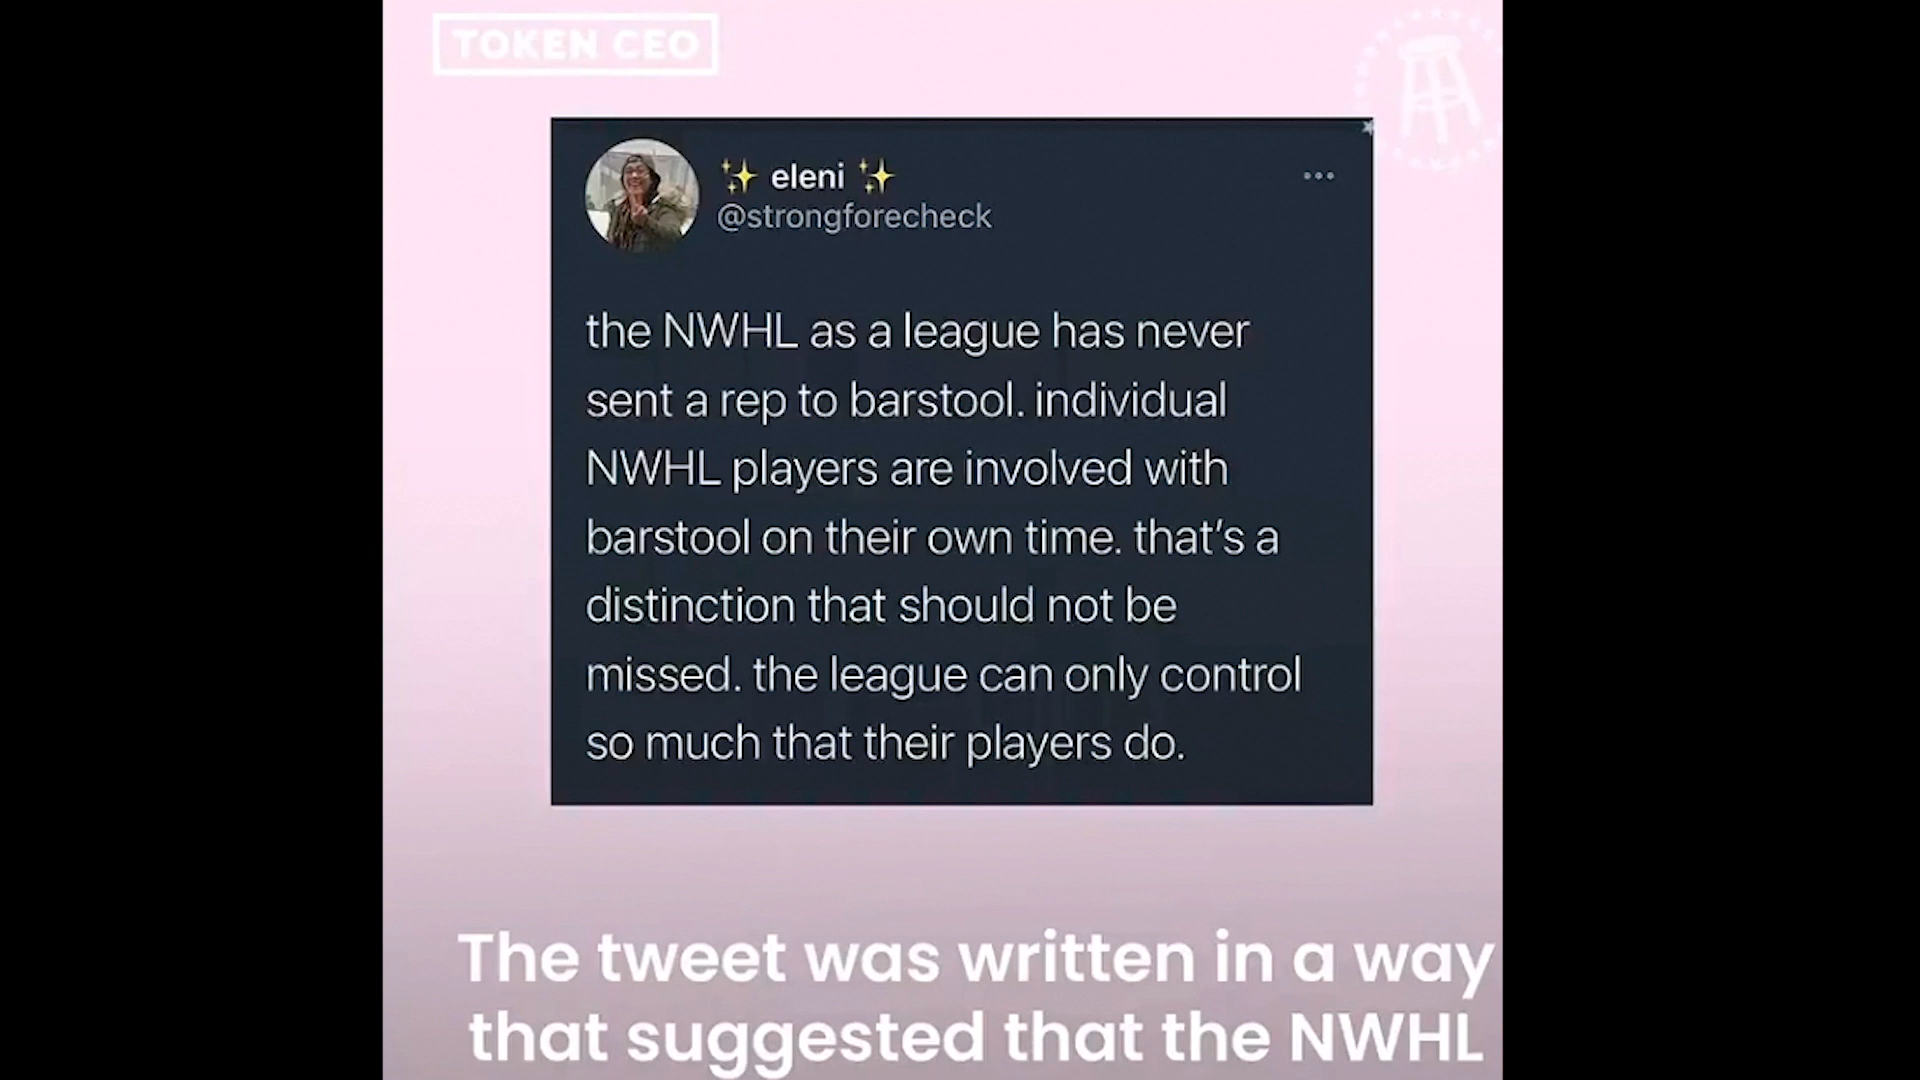 TOKEN CEO
✨ eleni ✨
@strongforecheck
the NWHL as a league has never
sent a rep to barstool. individual
NWHL players are involved with
barstool on their own time. that's a
distinction that should not be
missed. the league can only control
so much that their players do.
The tweet was written in a way
that suggested that the NWHL